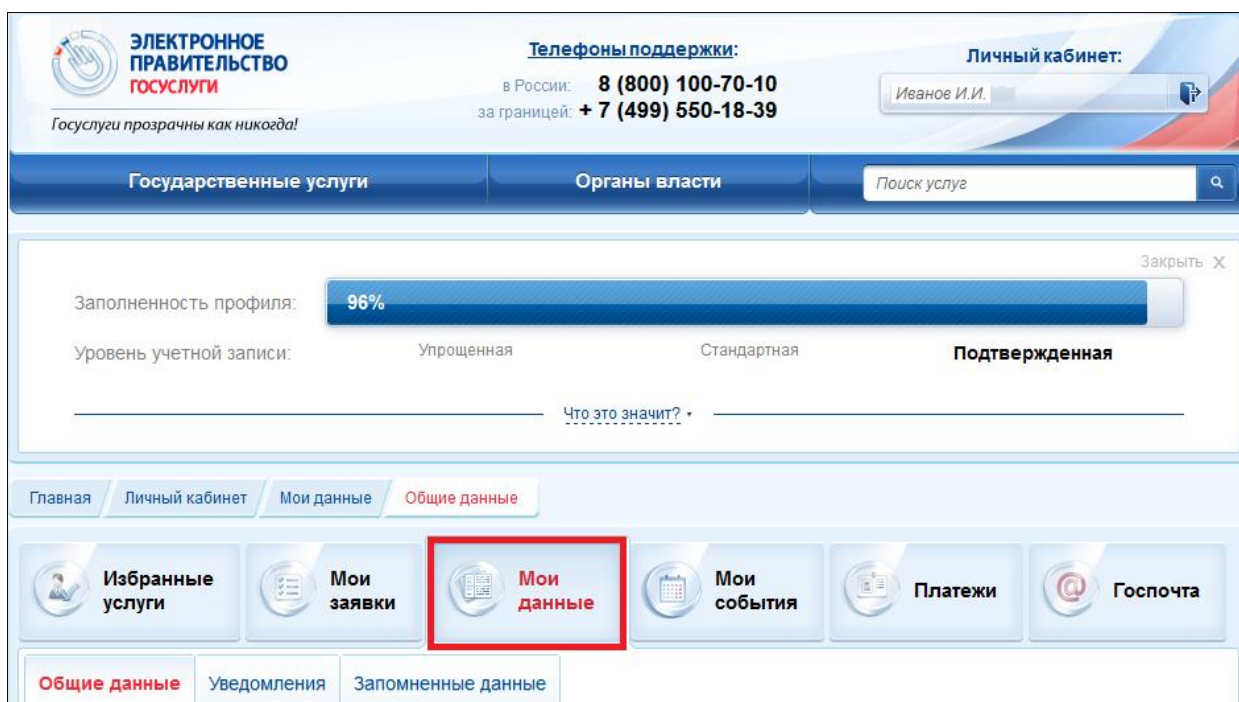 ЭЛЕКТРОННОЕ
ПРАВИТЕЛЬСТВО
ГОСУСЛУГИ
Госуслуги прозрачны как никогда!
Телефоны поддержки:
в России: 8 (800) 100-70-10
за границей: + 7 (499) 550-18-39
Личный кабинет:
Иванов И.И.
Государственные услуги
Органы власти
Поиск услуг
Закрыть X
Заполненность профиля: 96%
Уровень учетной записи: Упрощенная Стандартная Подтвержденная
Что это значит?
Главная Личный кабинет Мои данные Общие данные
Избранные
услуги
Мои
заявки
Мои
данные
Мои
события
Платежи
Госпочта
Общие данные Уведомления Запомненные данные